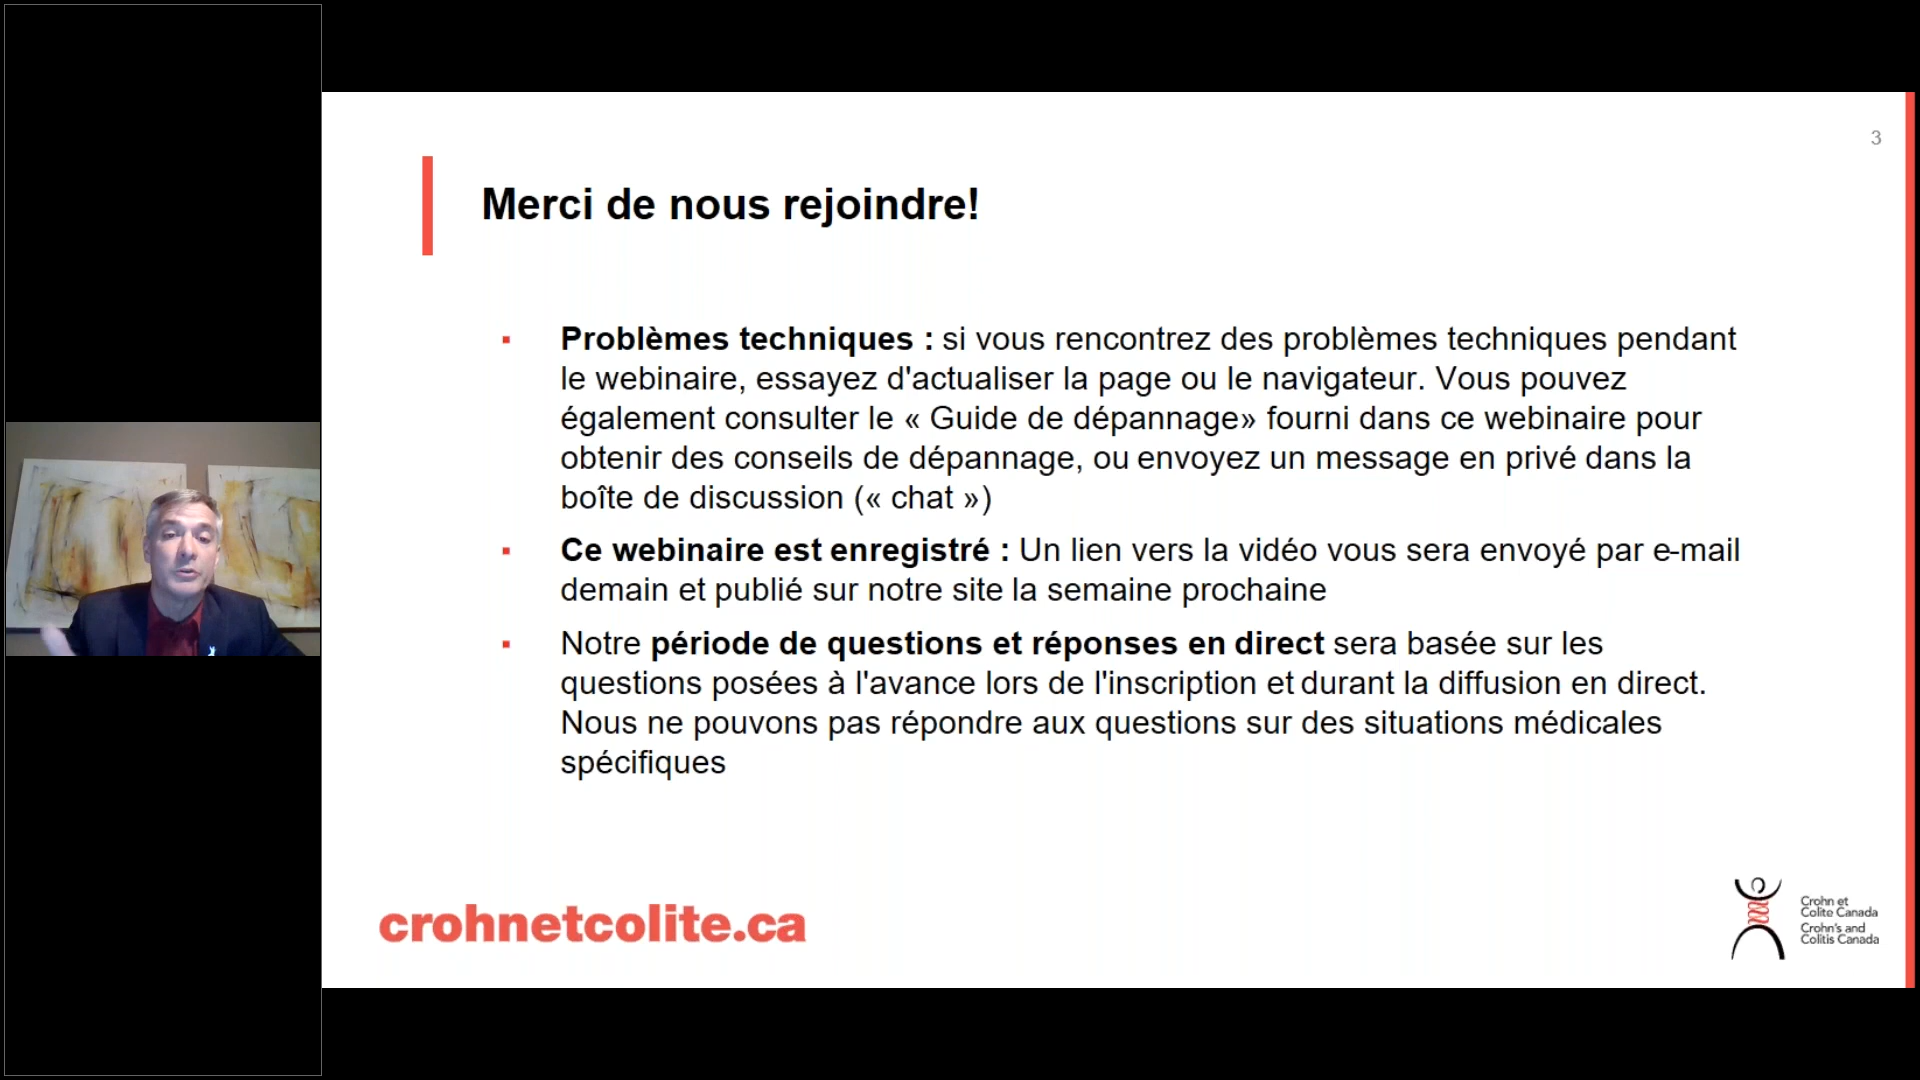 3
Merci de nous rejoindre!
▪ Problèmes techniques : si vous rencontrez des problèmes techniques pendant
le webinaire, essayez d'actualiser la page ou le navigateur. Vous pouvez
également consulter le « Guide de dépannage» fourni dans ce webinaire pour
obtenir des conseils de dépannage, ou envoyez un message en privé dans la
boîte de discussion (« chat »)
▪ Ce webinaire est enregistré : Un lien vers la vidéo vous sera envoyé par e-mail
demain et publié sur notre site la semaine prochaine
▪ Notre période de questions et réponses en direct sera basée sur les
questions posées à l'avance lors de l'inscription et durant la diffusion en direct.
Nous ne pouvons pas répondre aux questions sur des situations médicales
spécifiques
crohnetcolite.ca
Crohn et
Colite Canada
Crohn's and
Colitis Canada